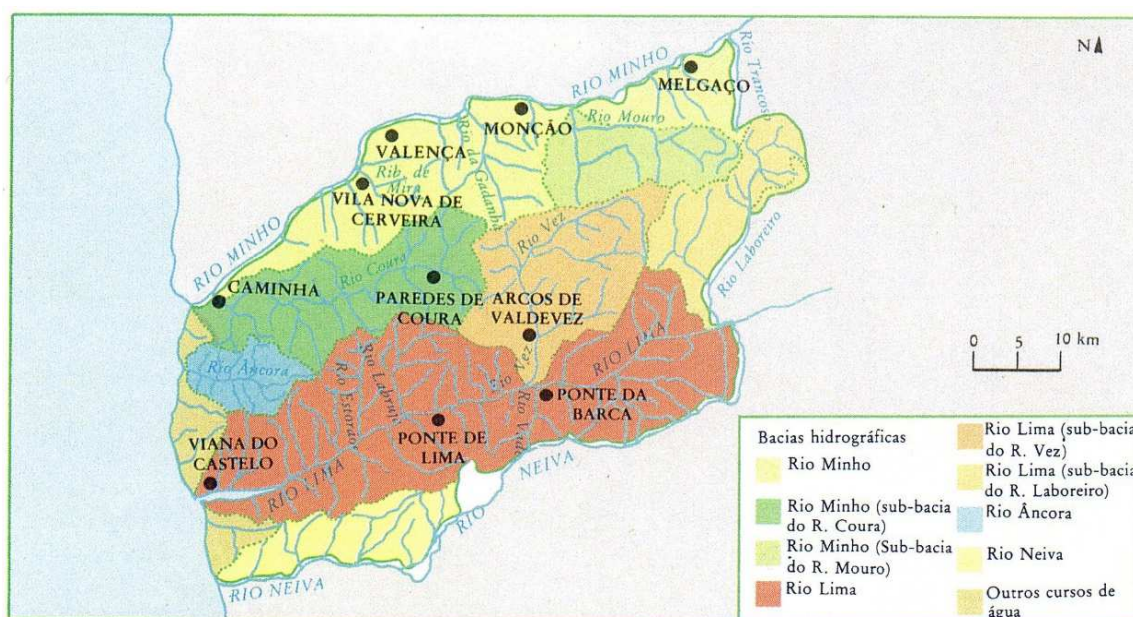 N
RIO MINHO
MELGAÇO
Rio Trancoso
MONÇÃO
Rio Mouro
VALENÇA
Rio da Gadanha
Rib. de
Mira
VILA NOVA DE
CERVEIRA
RIO MINHO
Rio Vez
Rio Laboreiro
Rio Coura
CAMINHA
PAREDES DE
COURA
ARCOS DE
VALDEVEZ
RIO LIMA
Rio Âncora
Rio Estorãos
Rio Labruje
Rio Vez
Rio Vade
PONTE DA
BARCA
VIANA DO
CASTELO
PONTE DE
LIMA
RIO LIMA
RIO NEIVA
RIO NEIVA
0 5 10 km
Bacias hidrográficas
Rio Minho
Rio Minho (sub-bacia
do R. Coura)
Rio Minho (Sub-bacia
do R. Mouro)
Rio Lima
Rio Lima (sub-bacia
do R. Vez)
Rio Lima (sub-bacia
do R. Laboreiro)
Rio Âncora
Rio Neiva
Outros cursos de
água